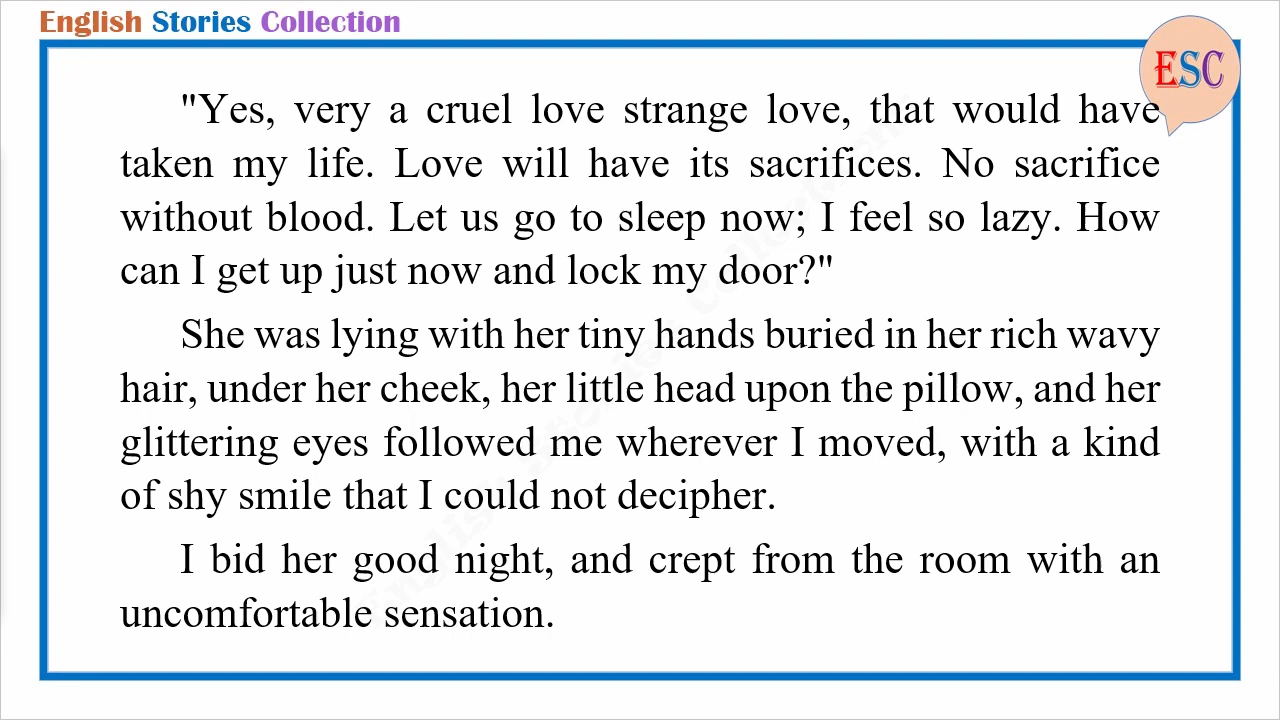 English Stories Collection
ESC
"Yes, very a cruel love strange love, that would have
taken my life. Love will have its sacrifices. No sacrifice
without blood. Let us go to sleep now; I feel so lazy. How
can I get up just now and lock my door?"
She was lying with her tiny hands buried in her rich wavy
hair, under her cheek, her little head upon the pillow, and her
glittering eyes followed me wherever I moved, with a kind
of shy smile that I could not decipher.
I bid her good night, and crept from the room with an
uncomfortable sensation.